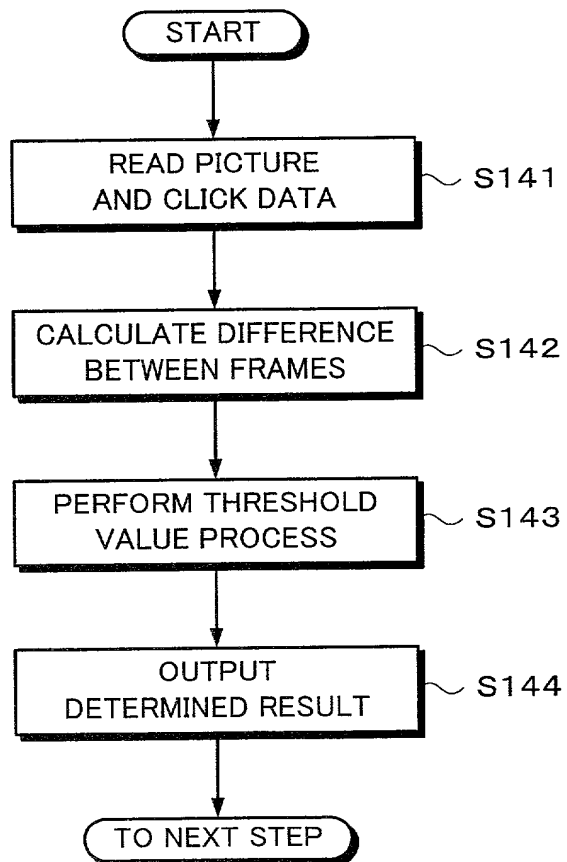 START
READ PICTURE
AND CLICK DATA
S141
CALCULATE DIFFERENCE
BETWEEN FRAMES
S142
PERFORM THRESHOLD
VALUE PROCESS
S143
OUTPUT
DETERMINED RESULT
S144
TO NEXT STEP